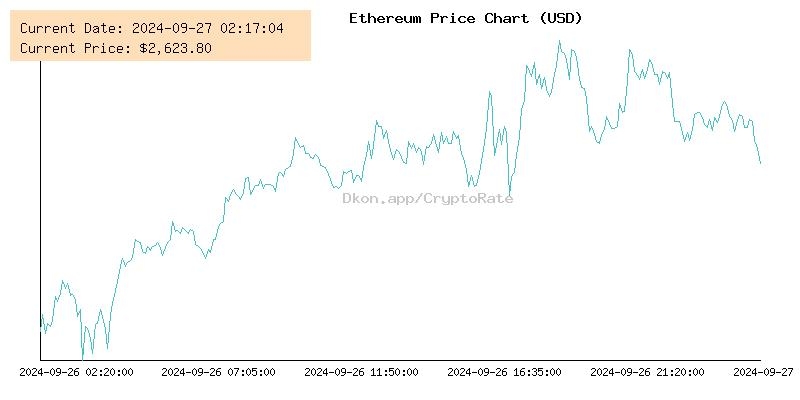 Ethereum Price Chart (USD)
Current Date: 2024-09-27 02:17:04
Current Price: $2,623.80
Dkon.app/CryptoRate
2024-09-26 02:20:00 2024-09-26 07:05:00 2024-09-26 11:50:00 2024-09-26 16:35:00 2024-09-26 21:20:00 2024-09-27